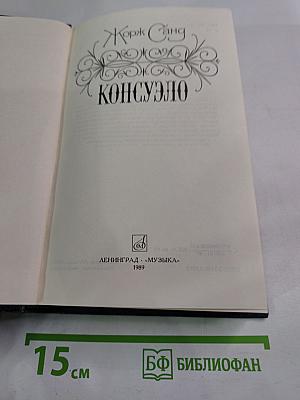 Жорж Санд
КОНСУЭЛО
ЛЕНИНГРАД · «МУЗЫКА»
1989
15 см
БФ БИБЛИОФАН